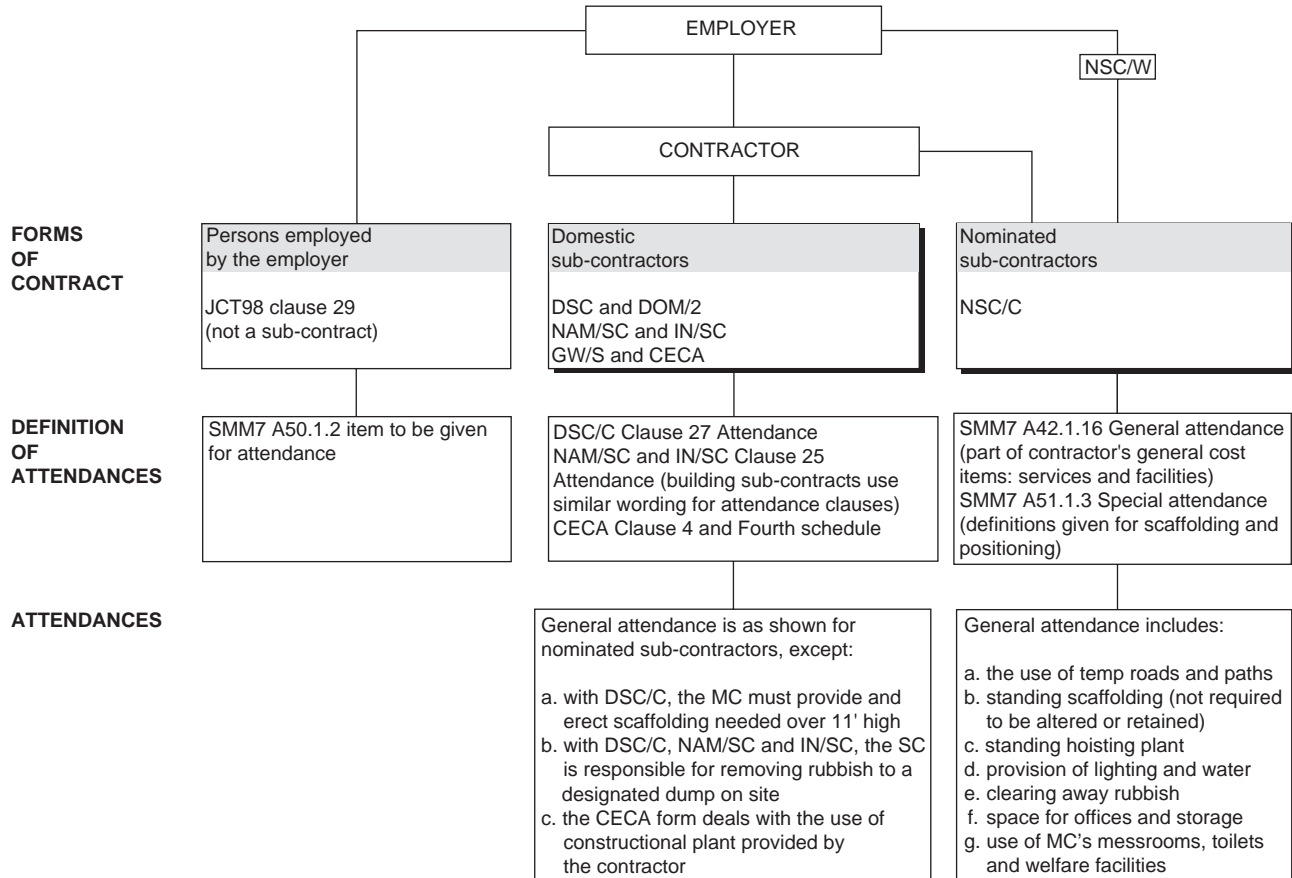 EMPLOYER
NSC/W
CONTRACTOR
FORMS
OF
CONTRACT
Persons employed
by the employer
JCT98 clause 29
(not a sub-contract)
Domestic
sub-contractors
DSC and DOM/2
NAM/SC and IN/SC
GW/S and CECA
Nominated
sub-contractors
NSC/C
DEFINITION
OF
ATTENDANCES
SMM7 A50.1.2 item to be given
for attendance
DSC/C Clause 27 Attendance
NAM/SC and IN/SC Clause 25
Attendance (building sub-contracts use
similar wording for attendance clauses)
CECA Clause 4 and Fourth schedule
SMM7 A42.1.16 General attendance
(part of contractor's general cost
items: services and facilities)
SMM7 A51.1.3 Special attendance
(definitions given for scaffolding and
positioning)
ATTENDANCES
General attendance is as shown for
nominated sub-contractors, except:
a. with DSC/C, the MC must provide and
erect scaffolding needed over 11' high
b. with DSC/C, NAM/SC and IN/SC, the SC
is responsible for removing rubbish to a
designated dump on site
c. the CECA form deals with the use of
constructional plant provided by
the contractor
General attendance includes:
a. the use of temp roads and paths
b. standing scaffolding (not required
to be altered or retained)
c. standing hoisting plant
d. provision of lighting and water
e. clearing away rubbish
f. space for offices and storage
g. use of MC's messrooms, toilets
and welfare facilities